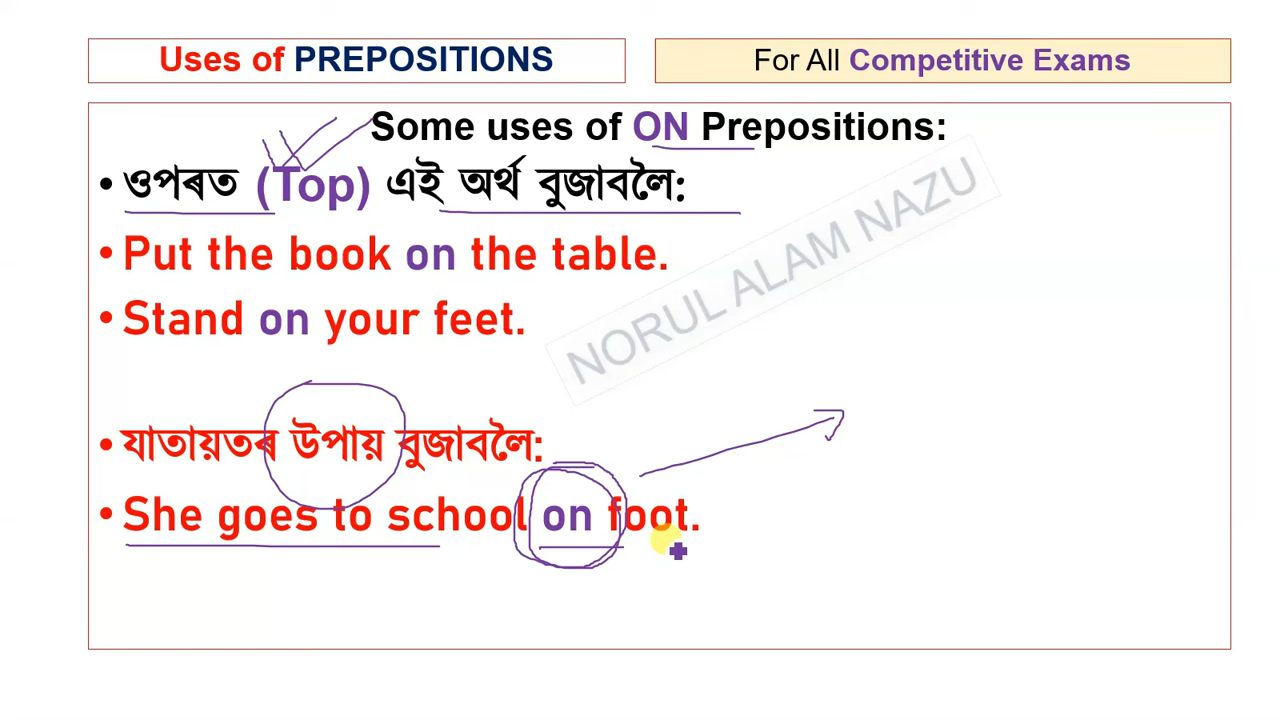 Uses of PREPOSITIONS
For All Competitive Exams
Some uses of ON Prepositions:
• ওপৰত (Top) এই অৰ্থ বুজাবলৈ:
• Put the book on the table.
• Stand on your feet.
NORUL ALAM NAZU
• যাতায়তৰ উপায় বুজাবলৈ:
• She goes to school on foot.